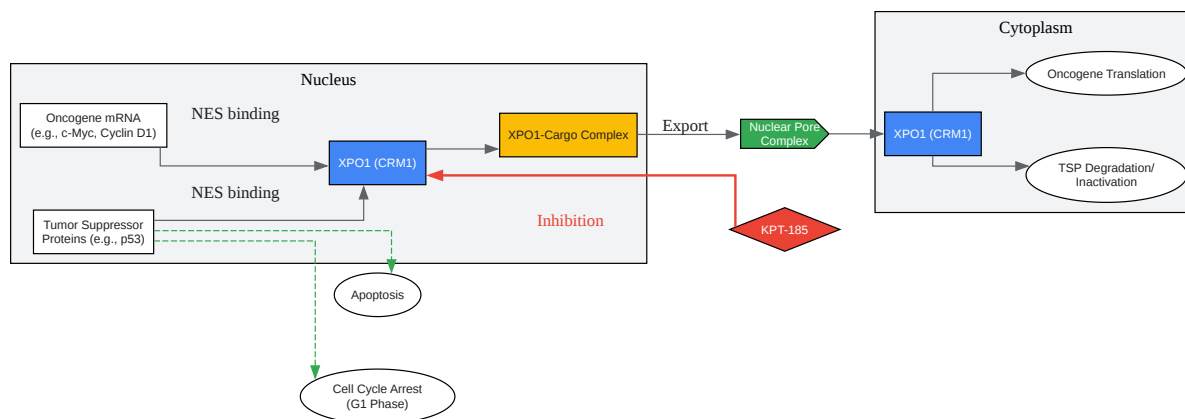 Cytoplasm
Nucleus
Oncogene mRNA
(e.g., c-Myc, Cyclin D1)
NES binding
XPO1 (CRM1)
XPO1-Cargo Complex
Export
Nuclear Pore
Complex
XPO1 (CRM1)
Oncogene Translation
TSP Degradation/
Inactivation
NES binding
Tumor Suppressor
Proteins (e.g., p53)
Inhibition
KPT-185
Apoptosis
Cell Cycle Arrest
(G1 Phase)